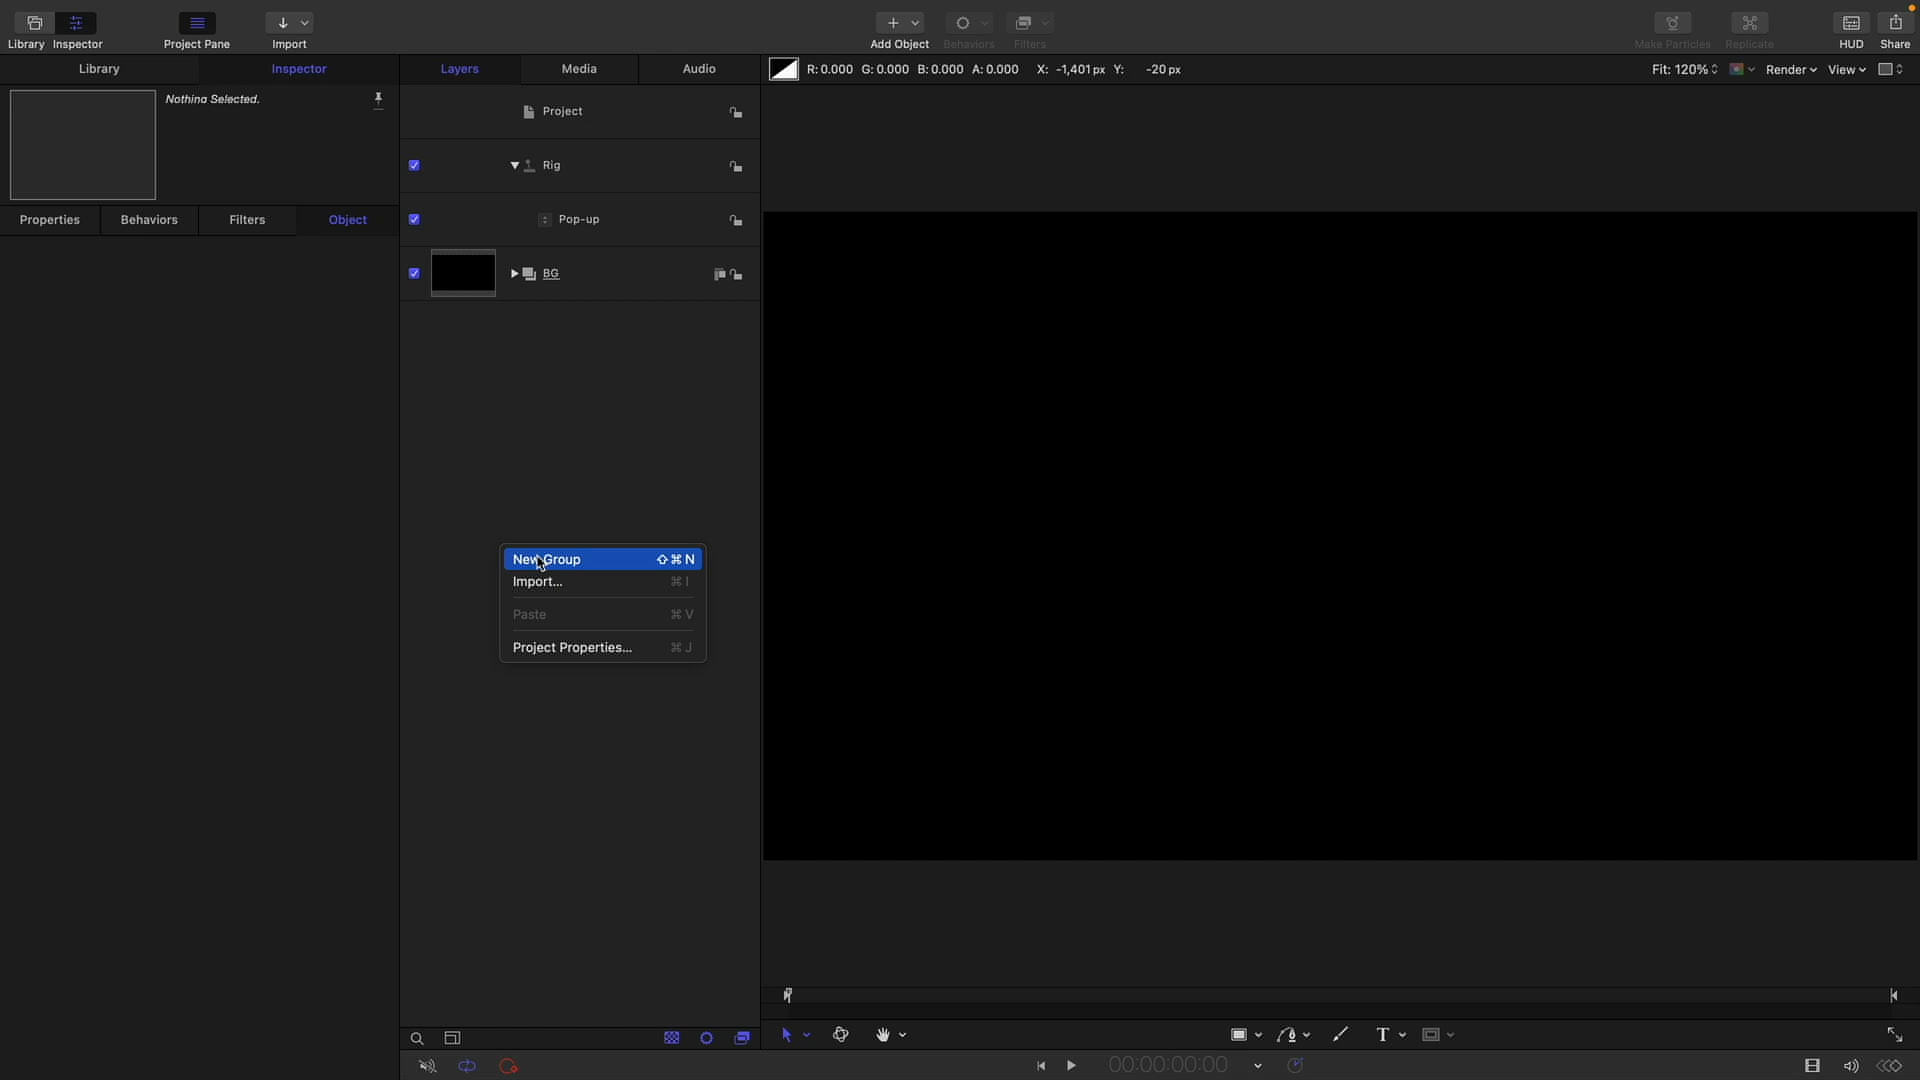 Library Inspector
Project Pane
Import
Add Object
Behaviors
Filters
Make Particles
Replicate
HUD
Share
Library
Inspector
Layers
Media
Audio
R: 0.000 G: 0.000 B: 0.000 A: 0.000 X: -1,401 px Y: -20 px
Fit: 120%
Render
View
Nothing Selected.
Properties
Behaviors
Filters
Object
Project
Rig
Pop-up
BG
New Group ⇧⌘N
Import... ⌘I
Paste ⌘V
Project Properties... ⌘J
T
00:00:00:00